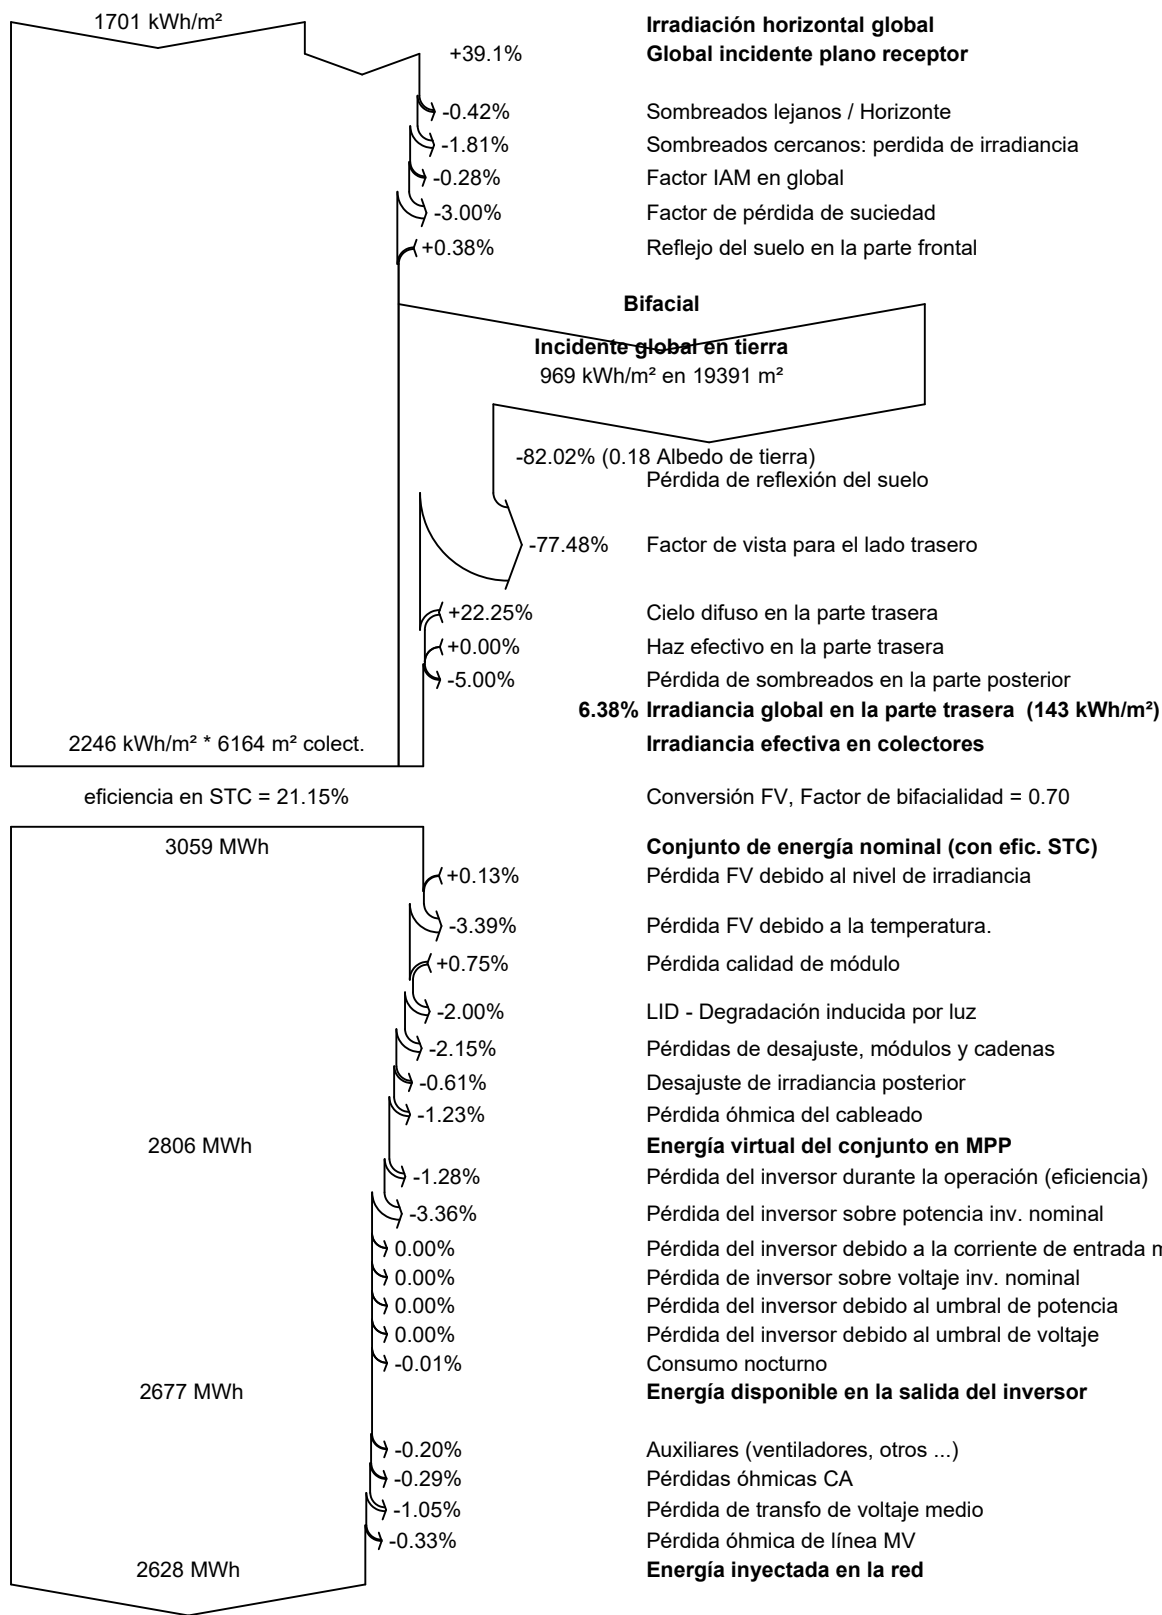 1701 kWh/m² Irradiación horizontal global
+39.1% Global incidente plano receptor
-0.42% Sombreados lejanos / Horizonte
-1.81% Sombreados cercanos: perdida de irradiancia
-0.28% Factor IAM en global
-3.00% Factor de pérdida de suciedad
+0.38% Reflejo del suelo en la parte frontal
Bifacial
Incidente global en tierra
969 kWh/m² en 19391 m²
-82.02% (0.18 Albedo de tierra)
Pérdida de reflexión del suelo
-77.48% Factor de vista para el lado trasero
+22.25% Cielo difuso en la parte trasera
+0.00% Haz efectivo en la parte trasera
-5.00% Pérdida de sombreados en la parte posterior
6.38% Irradiancia global en la parte trasera (143 kWh/m²)
2246 kWh/m² * 6164 m² colect. Irradiancia efectiva en colectores
eficiencia en STC = 21.15% Conversión FV, Factor de bifacialidad = 0.70
3059 MWh Conjunto de energía nominal (con efic. STC)
+0.13% Pérdida FV debido al nivel de irradiancia
-3.39% Pérdida FV debido a la temperatura.
+0.75% Pérdida calidad de módulo
-2.00% LID - Degradación inducida por luz
-2.15% Pérdidas de desajuste, módulos y cadenas
-0.61% Desajuste de irradiancia posterior
-1.23% Pérdida óhmica del cableado
2806 MWh Energía virtual del conjunto en MPP
-1.28% Pérdida del inversor durante la operación (eficiencia)
-3.36% Pérdida del inversor sobre potencia inv. nominal
0.00% Pérdida del inversor debido a la corriente de entrada
0.00% Pérdida de inversor sobre voltaje inv. nominal
0.00% Pérdida del inversor debido al umbral de potencia
0.00% Pérdida del inversor debido al umbral de voltaje
-0.01% Consumo nocturno
2677 MWh Energía disponible en la salida del inversor
-0.20% Auxiliares (ventiladores, otros ...)
-0.29% Pérdidas óhmicas CA
-1.05% Pérdida de transfo de voltaje medio
-0.33% Pérdida óhmica de línea MV
2628 MWh Energía inyectada en la red